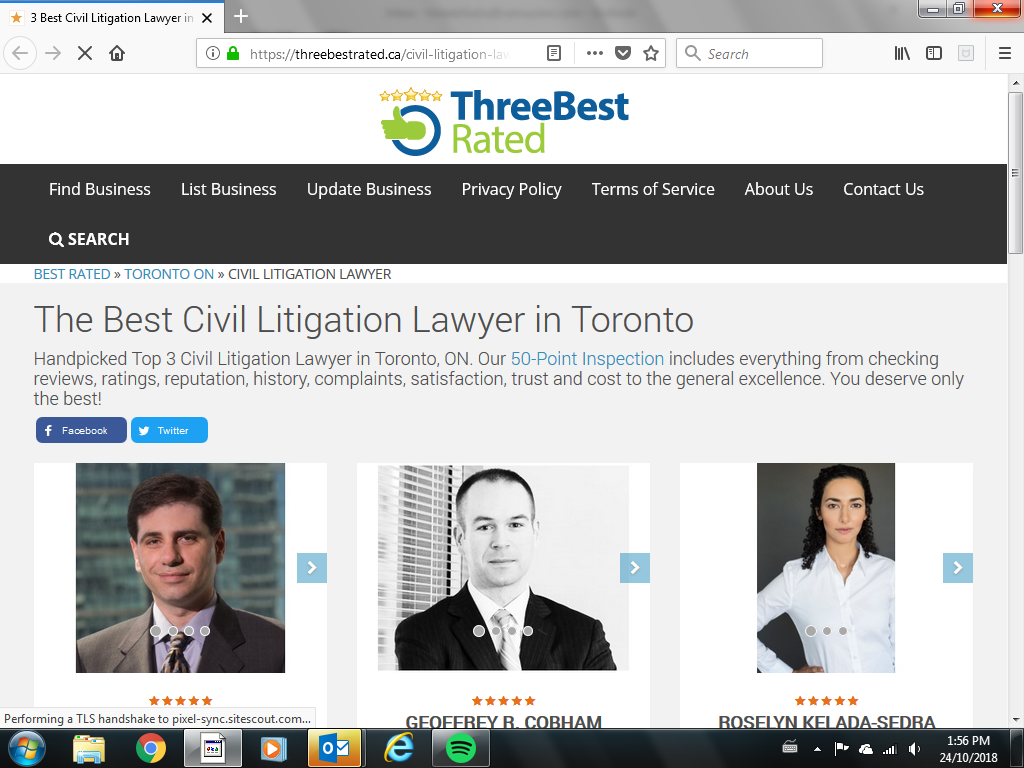 3 Best Civil Litigation Lawyer in
https://threebestrated.ca/civil-litigation-law
Search
ThreeBest
Rated
Find Business List Business Update Business Privacy Policy Terms of Service About Us Contact Us
SEARCH
BEST RATED » TORONTO ON » CIVIL LITIGATION LAWYER
The Best Civil Litigation Lawyer in Toronto
Handpicked Top 3 Civil Litigation Lawyer in Toronto, ON. Our 50-Point Inspection includes everything from checking
reviews, ratings, reputation, history, complaints, satisfaction, trust and cost to the general excellence. You deserve only
the best!
Facebook Twitter
GEOFFREY R. COBHAM ROSELYN KELADA-SEDRA
Performing a TLS handshake to pixel-sync.sitescout.com...
1:56 PM
24/10/2018